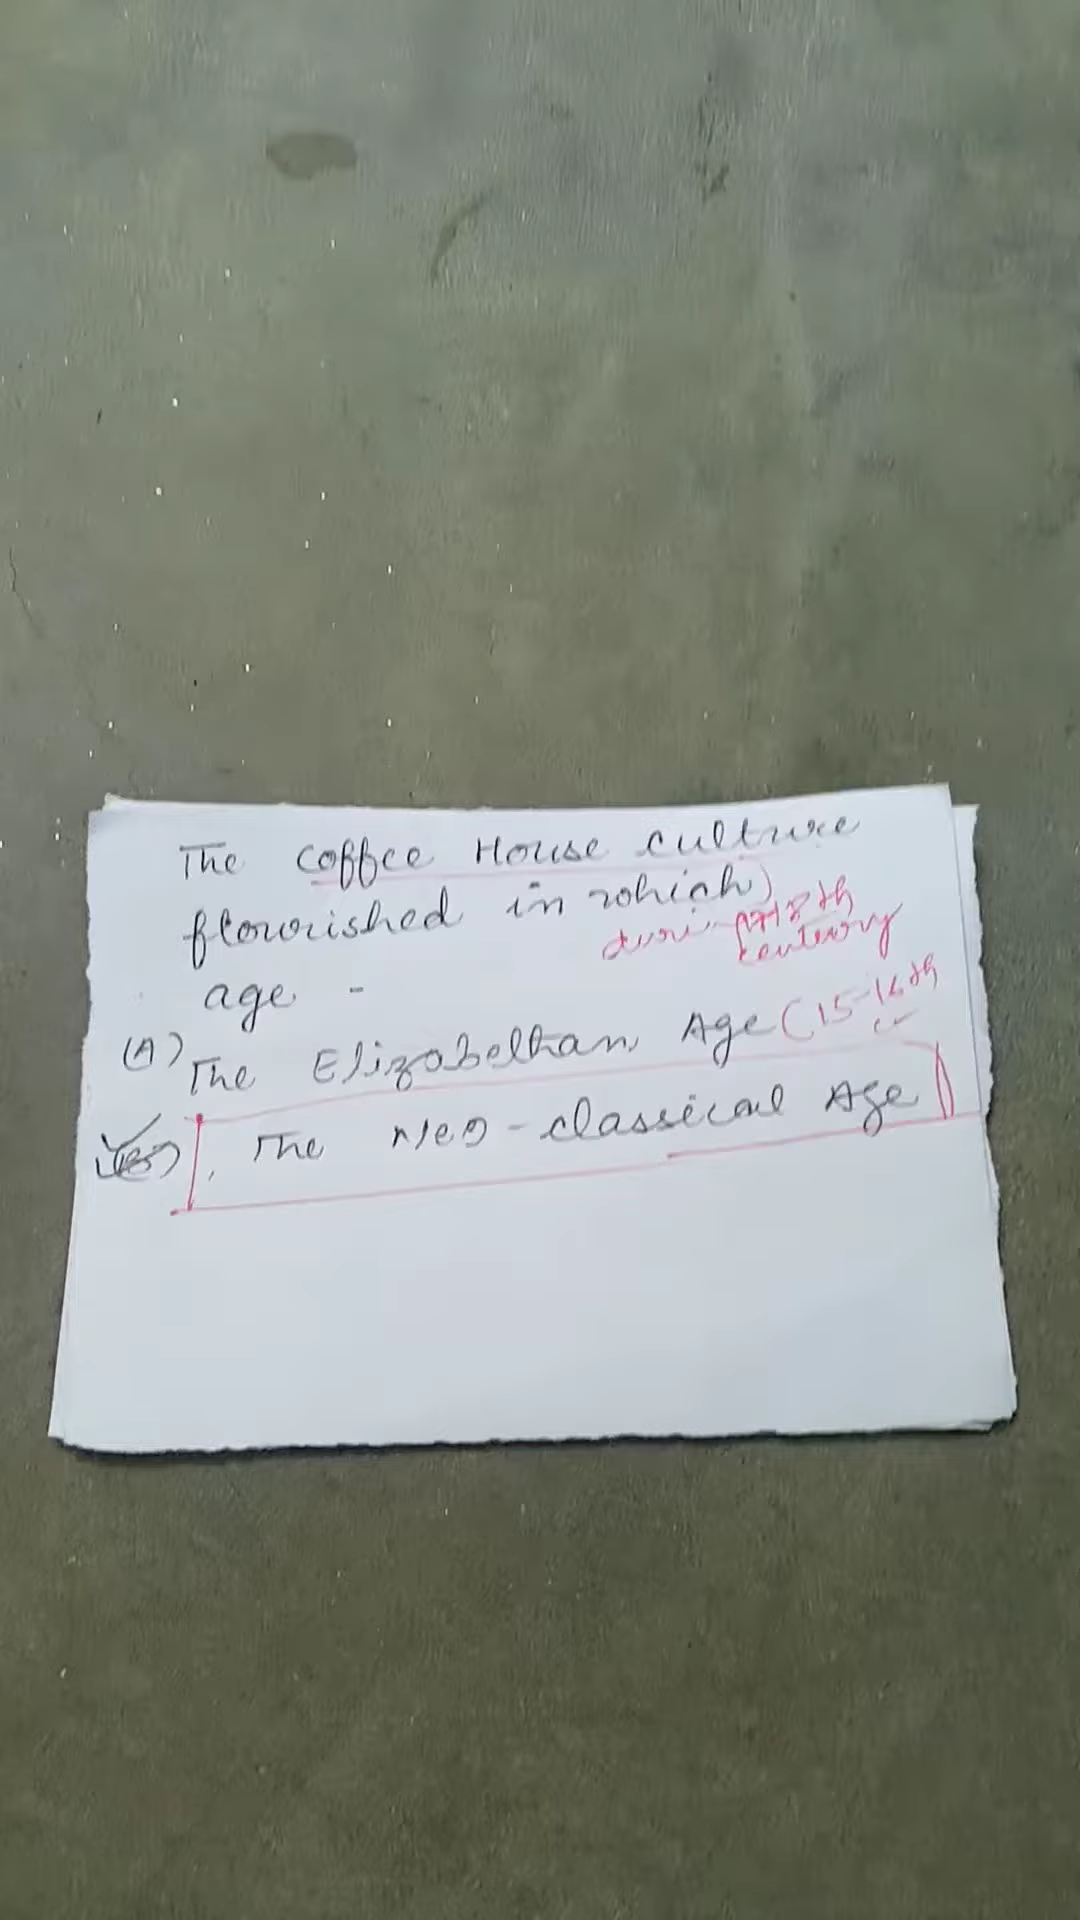 The coffee House culture
flourished in which
during 18th
century
age -
(A) The Elizabethan Age (15-16th
(B) The Neo-classical Age